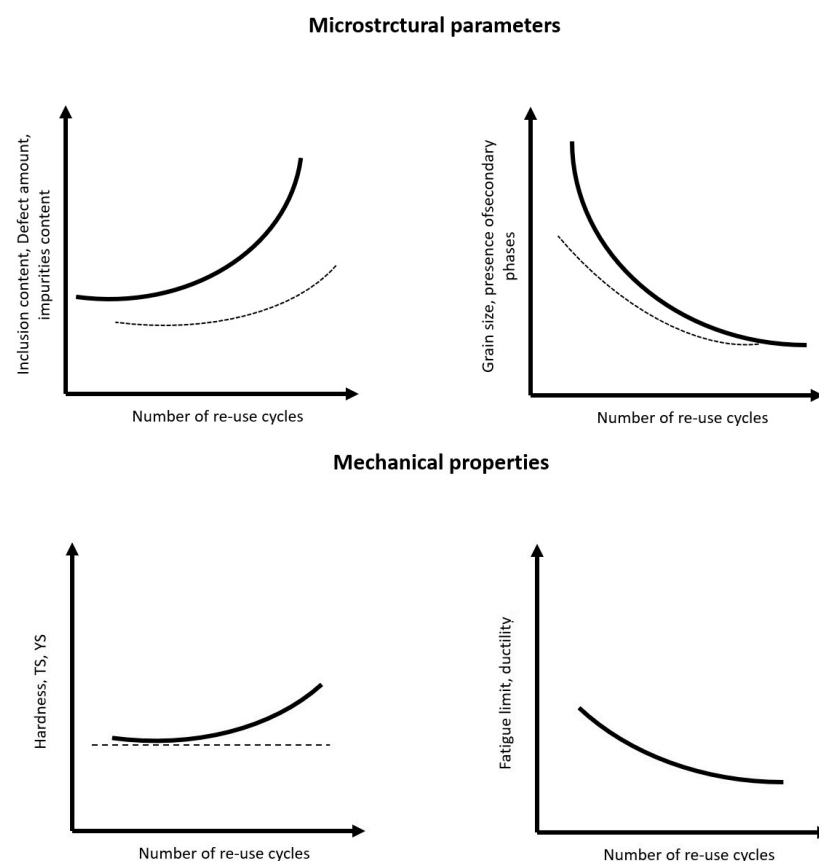 Microstrctural parameters
Inclusion content, Defect amount,
impurities content
Number of re-use cycles
Grain size, presence ofsecondary
phases
Number of re-use cycles
Mechanical properties
Hardness, TS, YS
Number of re-use cycles
Fatigue limit, ductility
Number of re-use cycles